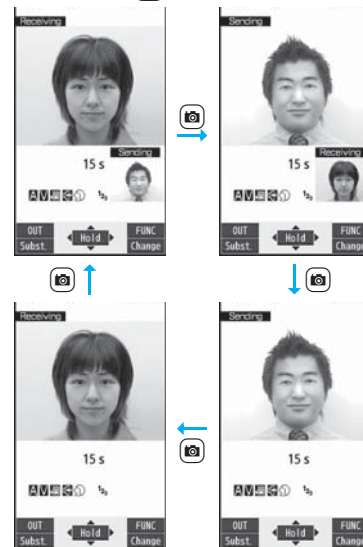 Receiving
Sending
15 s
OUT
Hold
FUNC
Subst.
Change
Sending
Receiving
15 s
OUT
Hold
FUNC
Subst.
Change
Receiving
15 s
OUT
Hold
FUNC
Subst.
Change
Sending
15 s
OUT
Hold
FUNC
Subst.
Change